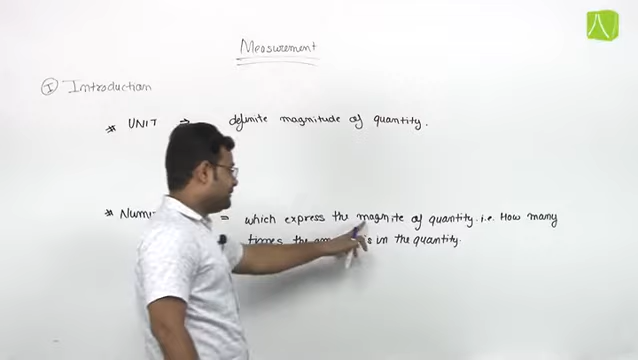 Measurement
I Introduction
* UNIT ⇒ definite magnitude of quantity.
* = which express the magnite of quantity. i.e. How many
times the is in the quantity.